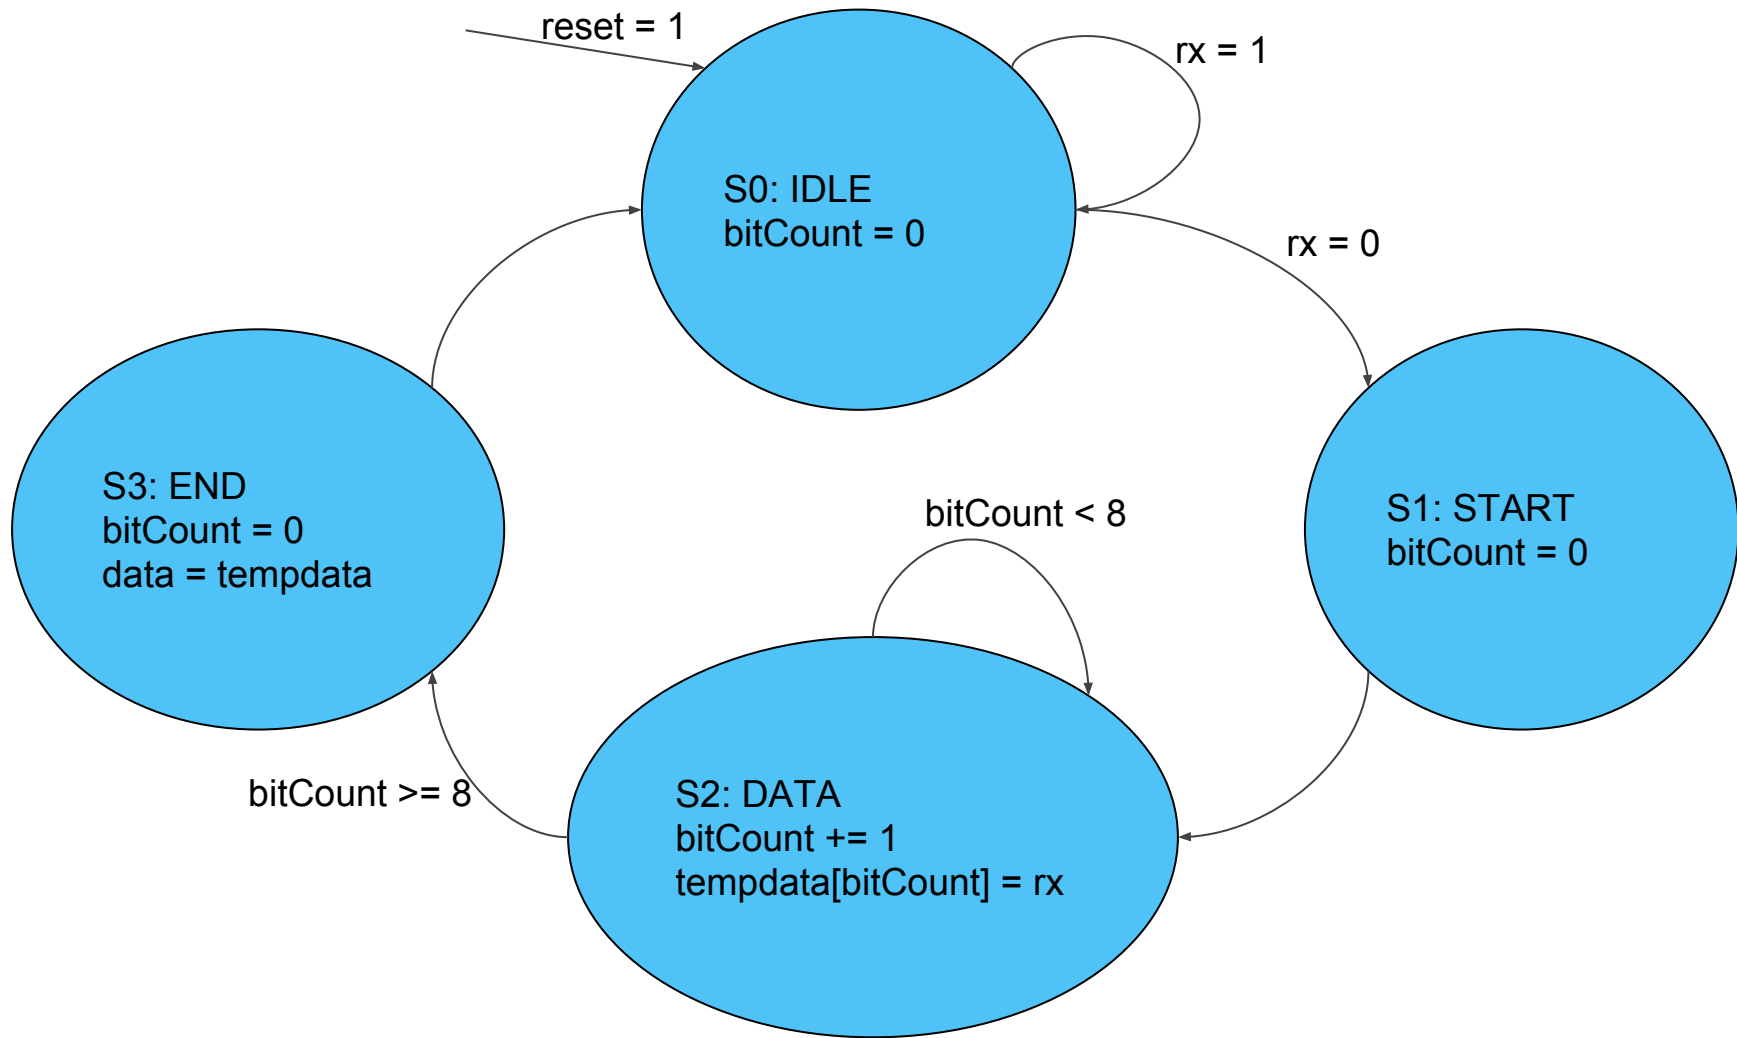 reset = 1
rx = 1
S0: IDLE
bitCount = 0
rx = 0
S3: END
bitCount = 0
data = tempdata
bitCount < 8
S1: START
bitCount = 0
bitCount >= 8
S2: DATA
bitCount += 1
tempdata[bitCount] = rx